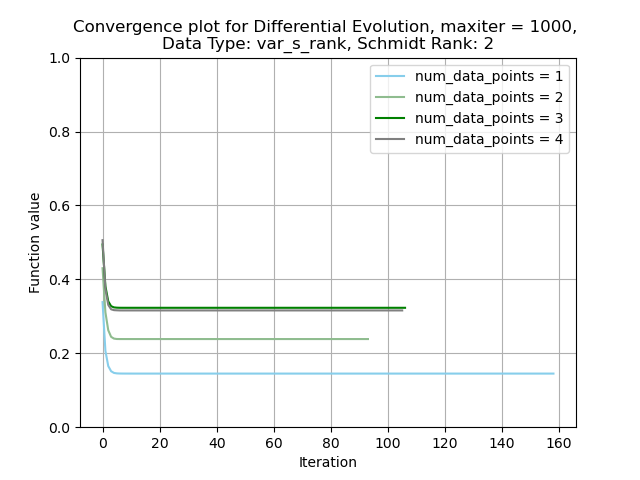 Convergence plot for Differential Evolution, maxiter = 1000,
Data Type: var_s_rank, Schmidt Rank: 2
num_data_points = 1
num_data_points = 2
num_data_points = 3
num_data_points = 4
Function value
1.0
0.8
0.6
0.4
0.2
0.0
0 20 40 60 80 100 120 140 160
Iteration